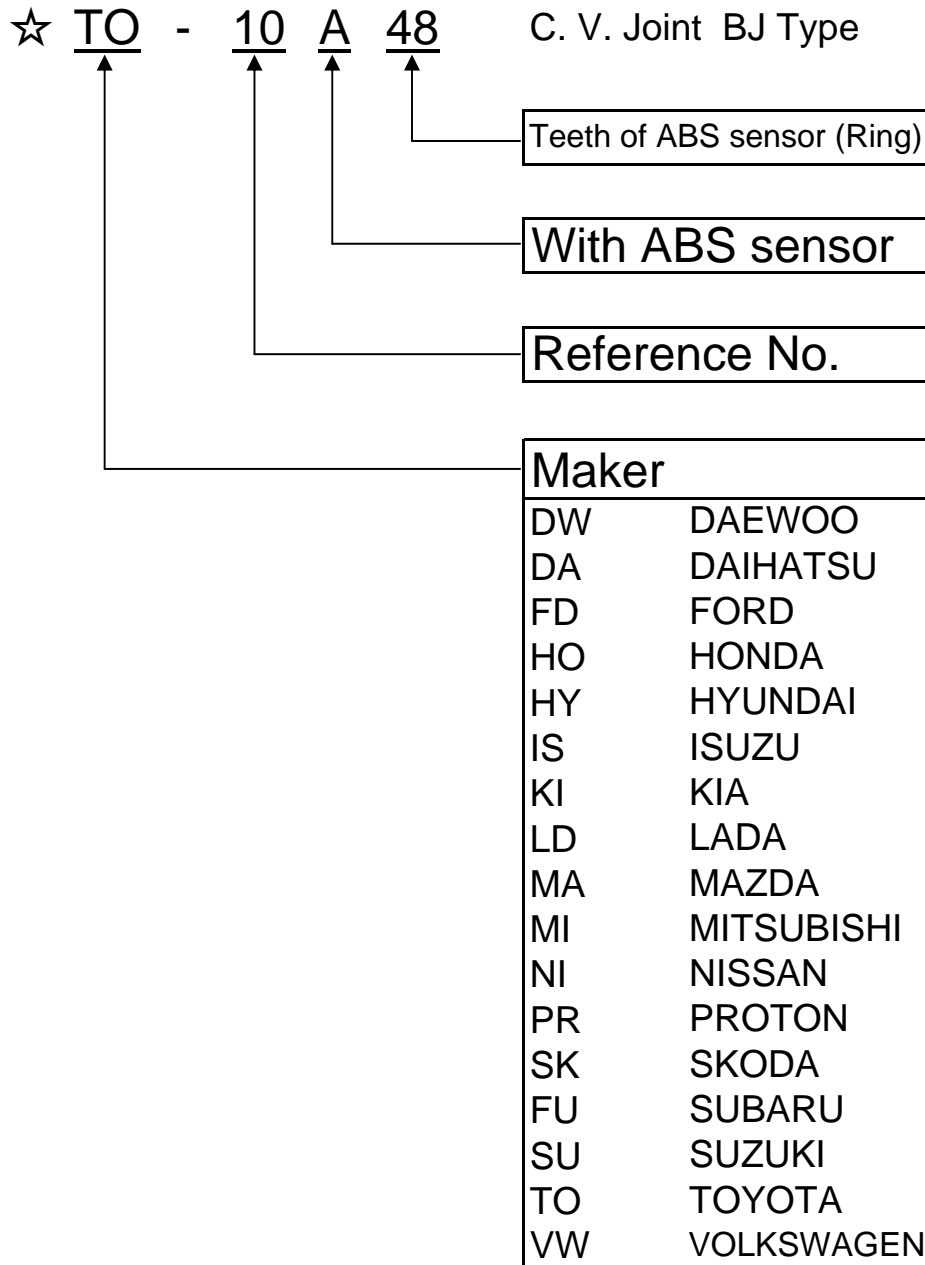 ☆ TO - 10 A 48 C. V. Joint BJ Type
Teeth of ABS sensor (Ring)
With ABS sensor
Reference No.
Maker
DW DAEWOO
DA DAIHATSU
FD FORD
HO HONDA
HY HYUNDAI
IS ISUZU
KI KIA
LD LADA
MA MAZDA
MI MITSUBISHI
NI NISSAN
PR PROTON
SK SKODA
FU SUBARU
SU SUZUKI
TO TOYOTA
VW VOLKSWAGEN